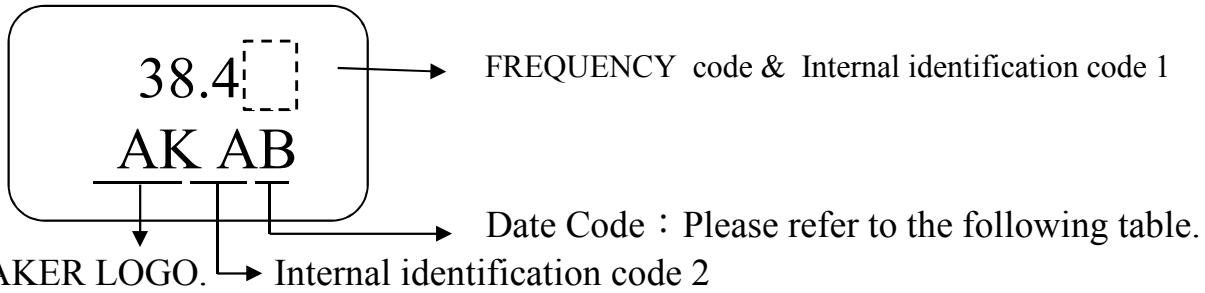 38.4
FREQUENCY code & Internal identification code 1
AK AB
Date Code：Please refer to the following table.
AKER LOGO.
Internal identification code 2